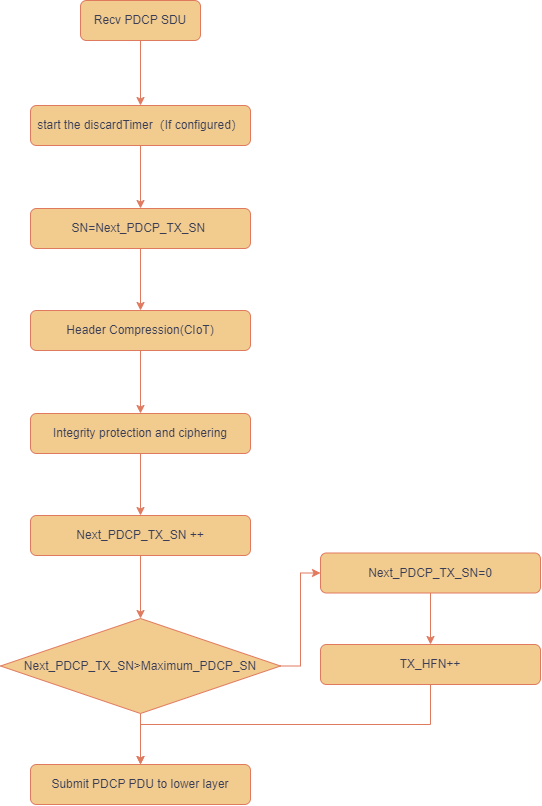 Recv PDCP SDU
start the discardTimer（If configured）
SN=Next_PDCP_TX_SN
Header Compression(CIoT)
Integrity protection and ciphering
Next_PDCP_TX_SN ++
Next_PDCP_TX_SN>Maximum_PDCP_SN
Next_PDCP_TX_SN=0
TX_HFN++
Submit PDCP PDU to lower layer